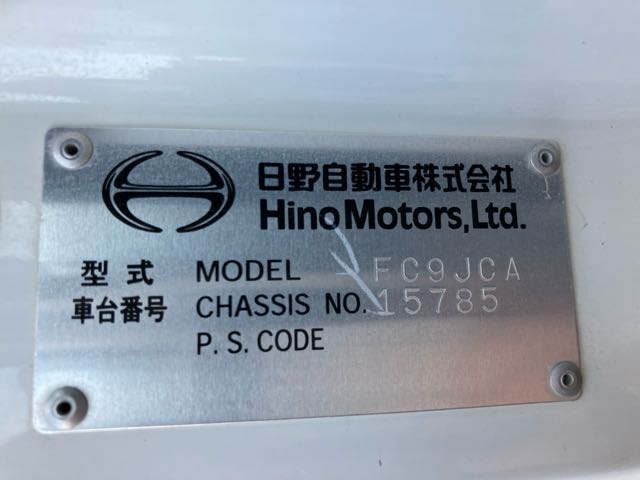 日野自動車株式会社
Hino Motors, Ltd.
型式 MODEL -FC9JCA
車台番号 CHASSIS NO. 15785
P. S. CODE